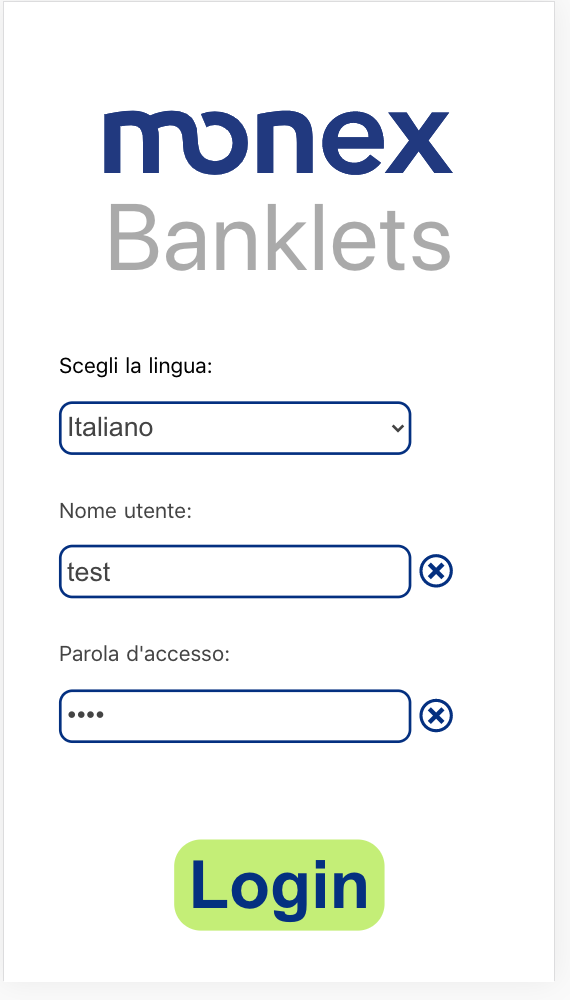 monex
Banklets
Scegli la lingua:
Italiano
Nome utente:
test
Parola d'accesso:
••••
Login